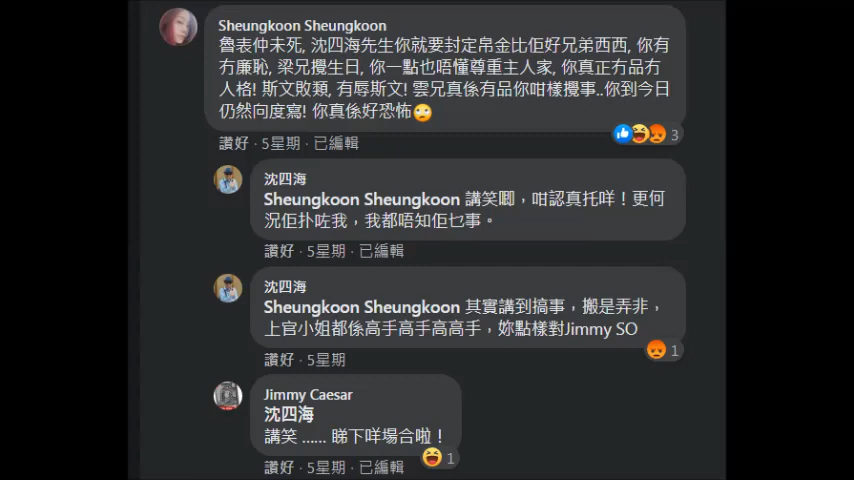 Sheungkoon Sheungkoon
魯表仲未死, 沈四海先生你就要封定帛金比佢好兄弟西西, 你有
冇廉恥, 梁兄攪生日, 你一點也唔懂尊重主人家, 你真正冇品冇
人格! 斯文敗類, 有辱斯文! 雲兄真係冇品你咁樣攪事..你到今日
仍然向度寫! 你真係好恐怖🙄
3
讚好 · 5星期 · 已編輯
沈四海
Sheungkoon Sheungkoon 講笑唧，咁認真托咩！更何
況佢扑咗我，我都唔知佢乜事。
讚好 · 5星期 · 已編輯
沈四海
Sheungkoon Sheungkoon 其實講到搞事，搬是弄非，
上官小姐都係高手高手高高手，妳點樣對Jimmy SO
1
讚好 · 5星期
Jimmy Caesar
沈四海
講笑 ...... 睇下咩場合啦！
1
讚好 · 5星期 · 已編輯